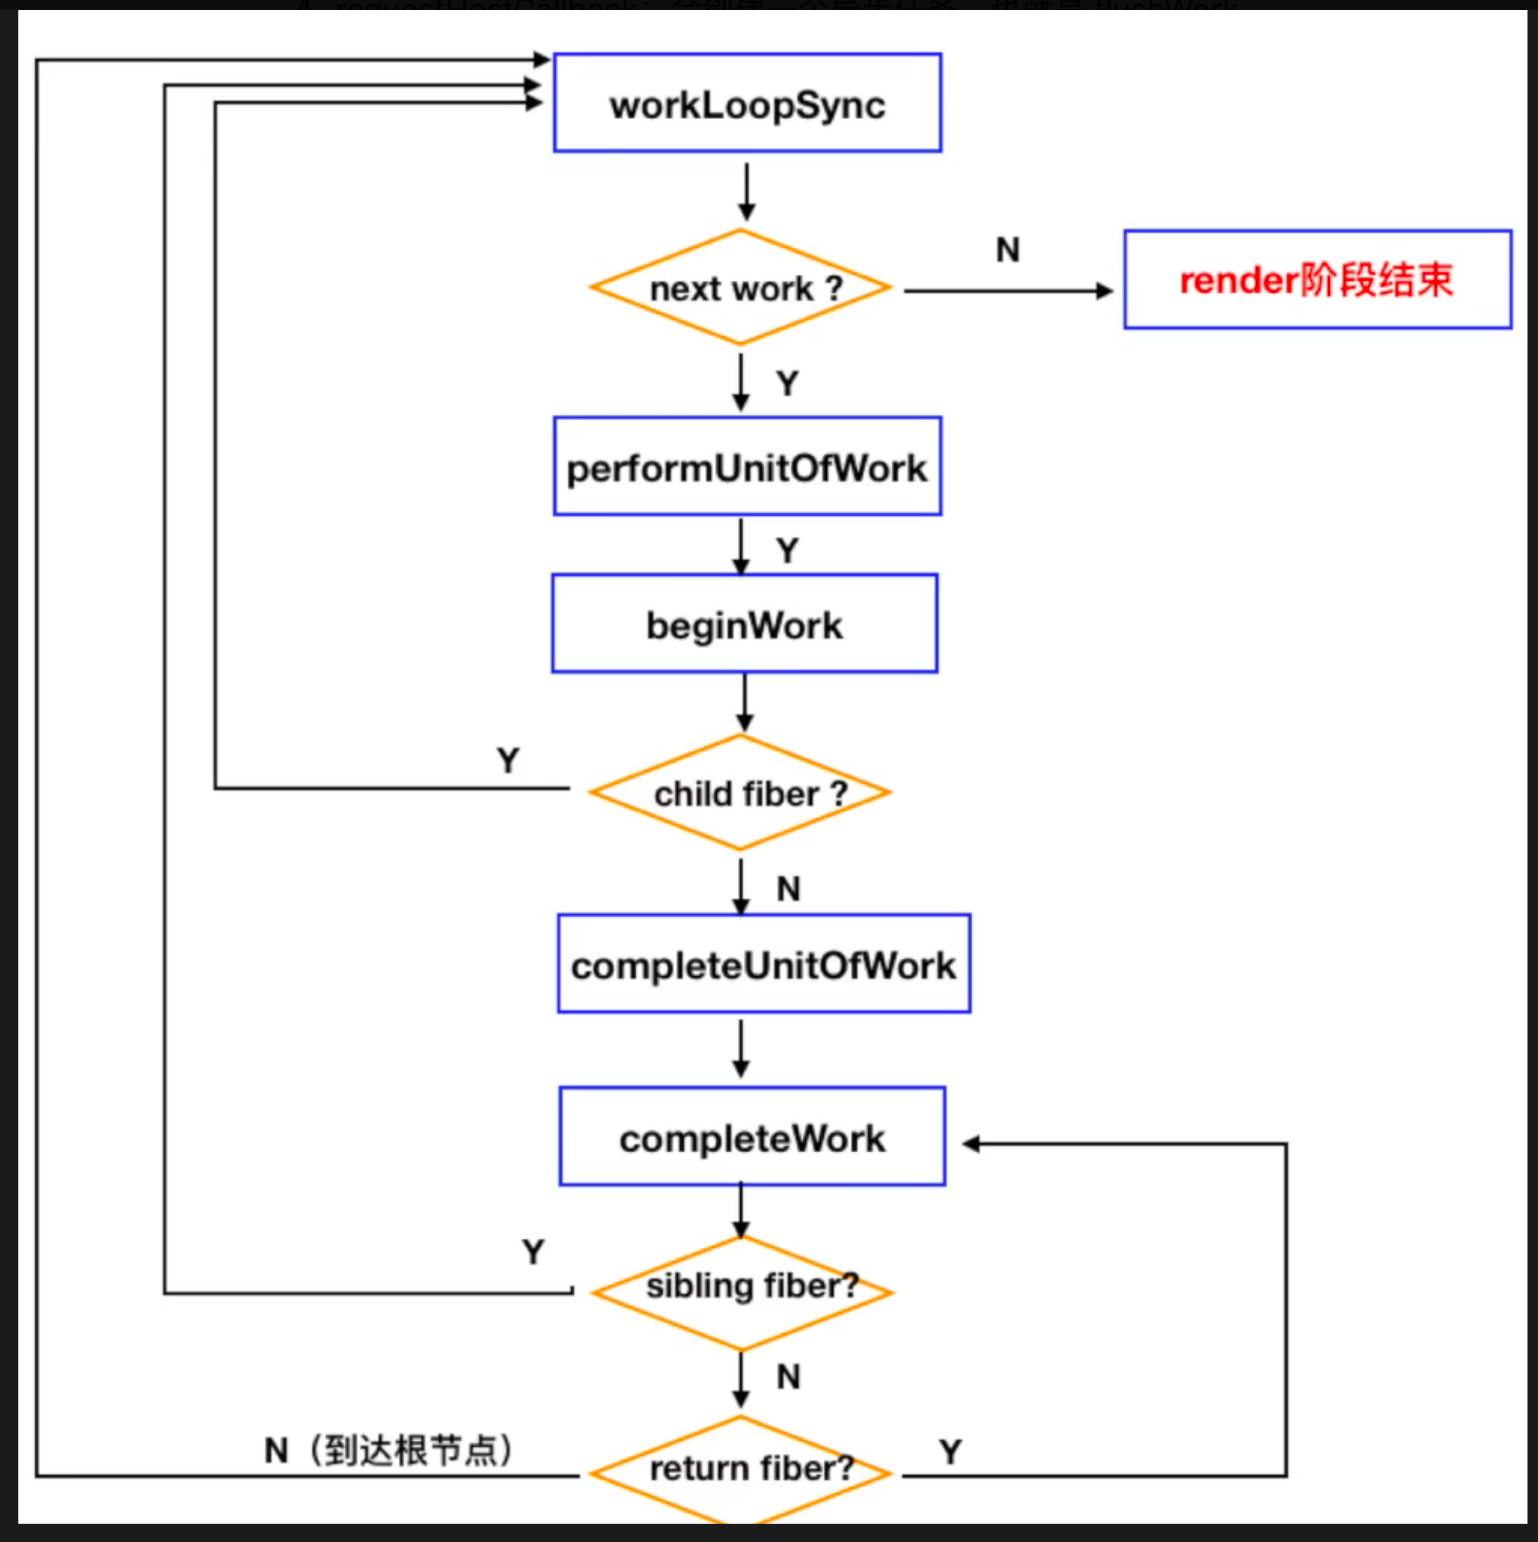 workLoopSync
next work ?
N
render阶段结束
Y
performUnitOfWork
Y
beginWork
Y
child fiber ?
N
completeUnitOfWork
completeWork
Y
sibling fiber?
N
N（到达根节点）
return fiber?
Y